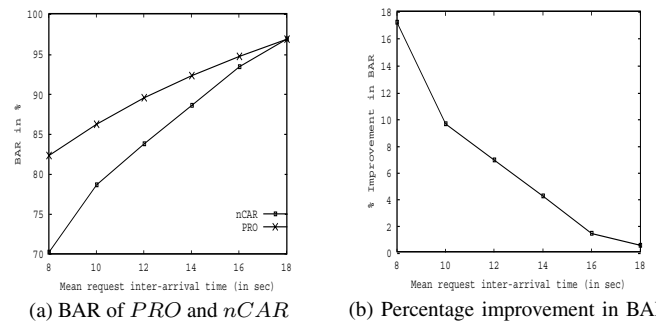 100
95
90
85
80
75
70
BAR in %
nCAR
PRO
8 10 12 14 16 18
Mean request inter-arrival time (in sec)
(a) BAR of PRO and nCAR
18
16
14
12
10
8
6
4
2
0
% Improvement in BAR
8 10 12 14 16 18
Mean request inter-arrival time (in sec)
(b) Percentage improvement in BA